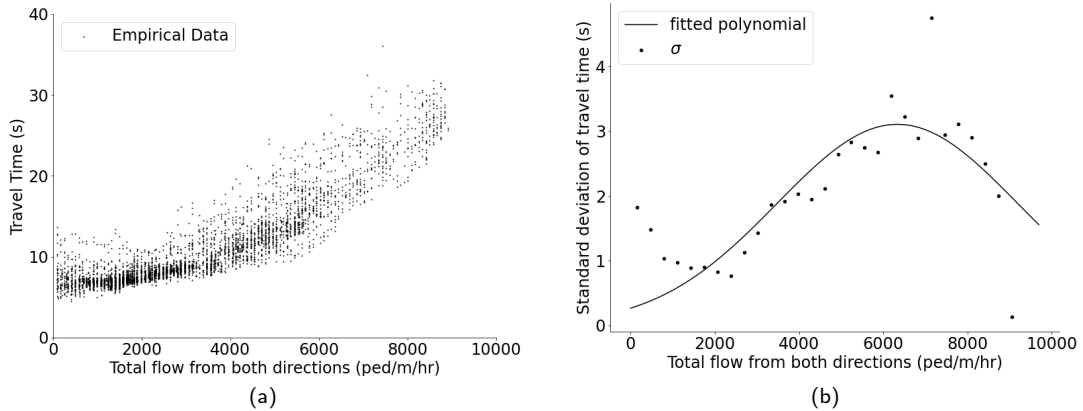 40
30
20
10
0
Travel Time (s)
Empirical Data
0 2000 4000 6000 8000 10000
Total flow from both directions (ped/m/hr)
(a)
4
3
2
1
0
Standard deviation of travel time (s)
fitted polynomial
σ
0 2000 4000 6000 8000 10000
Total flow from both directions (ped/m/hr)
(b)